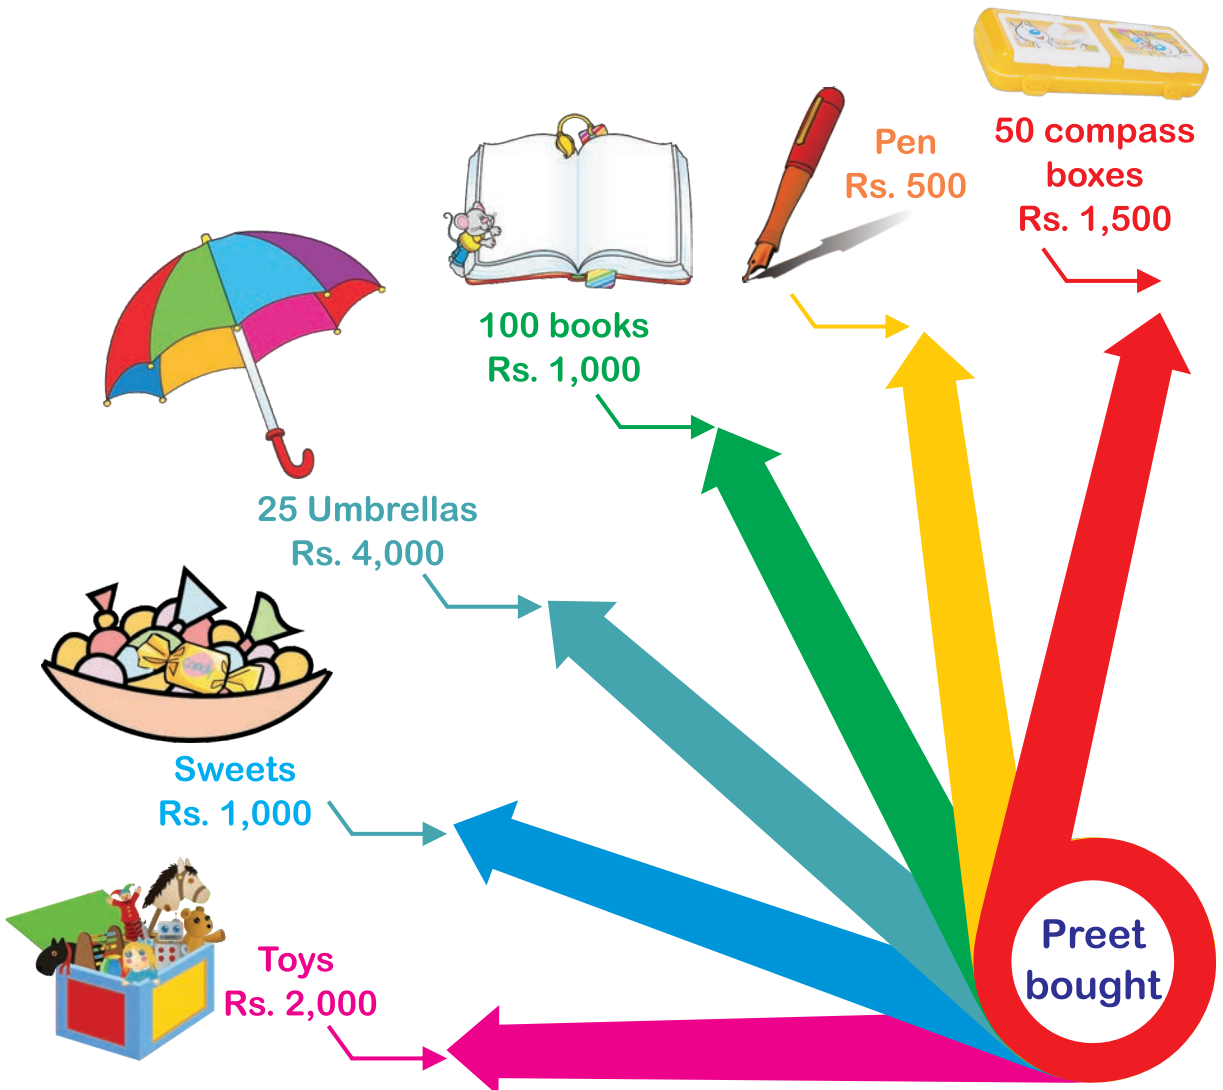 50 compass
boxes
Rs. 1,500
Pen
Rs. 500
100 books
Rs. 1,000
25 Umbrellas
Rs. 4,000
Sweets
Rs. 1,000
Toys
Rs. 2,000
Preet
bought